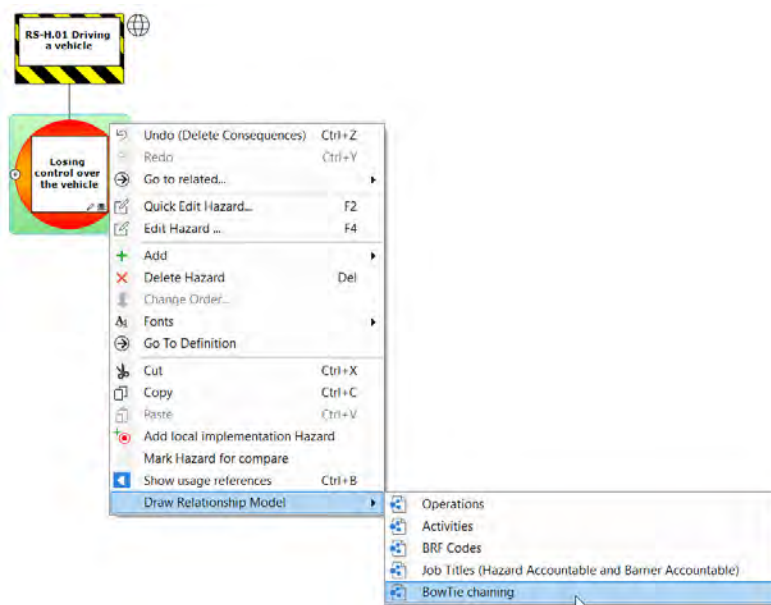 RS-H.01 Driving
a vehicle
Losing
control over
the vehicle
Undo (Delete Consequences) Ctrl+Z
Redo Ctrl+Y
Go to related...
Quick Edit Hazard... F2
Edit Hazard ... F4
Add
Delete Hazard Del
Change Order...
Fonts
Go To Definition
Cut Ctrl+X
Copy Ctrl+C
Paste Ctrl+V
Add local implementation Hazard
Mark Hazard for compare
Show usage references Ctrl+B
Draw Relationship Model
Operations
Activities
BRF Codes
Job Titles (Hazard Accountable and Barrier Accountable)
BowTie chaining